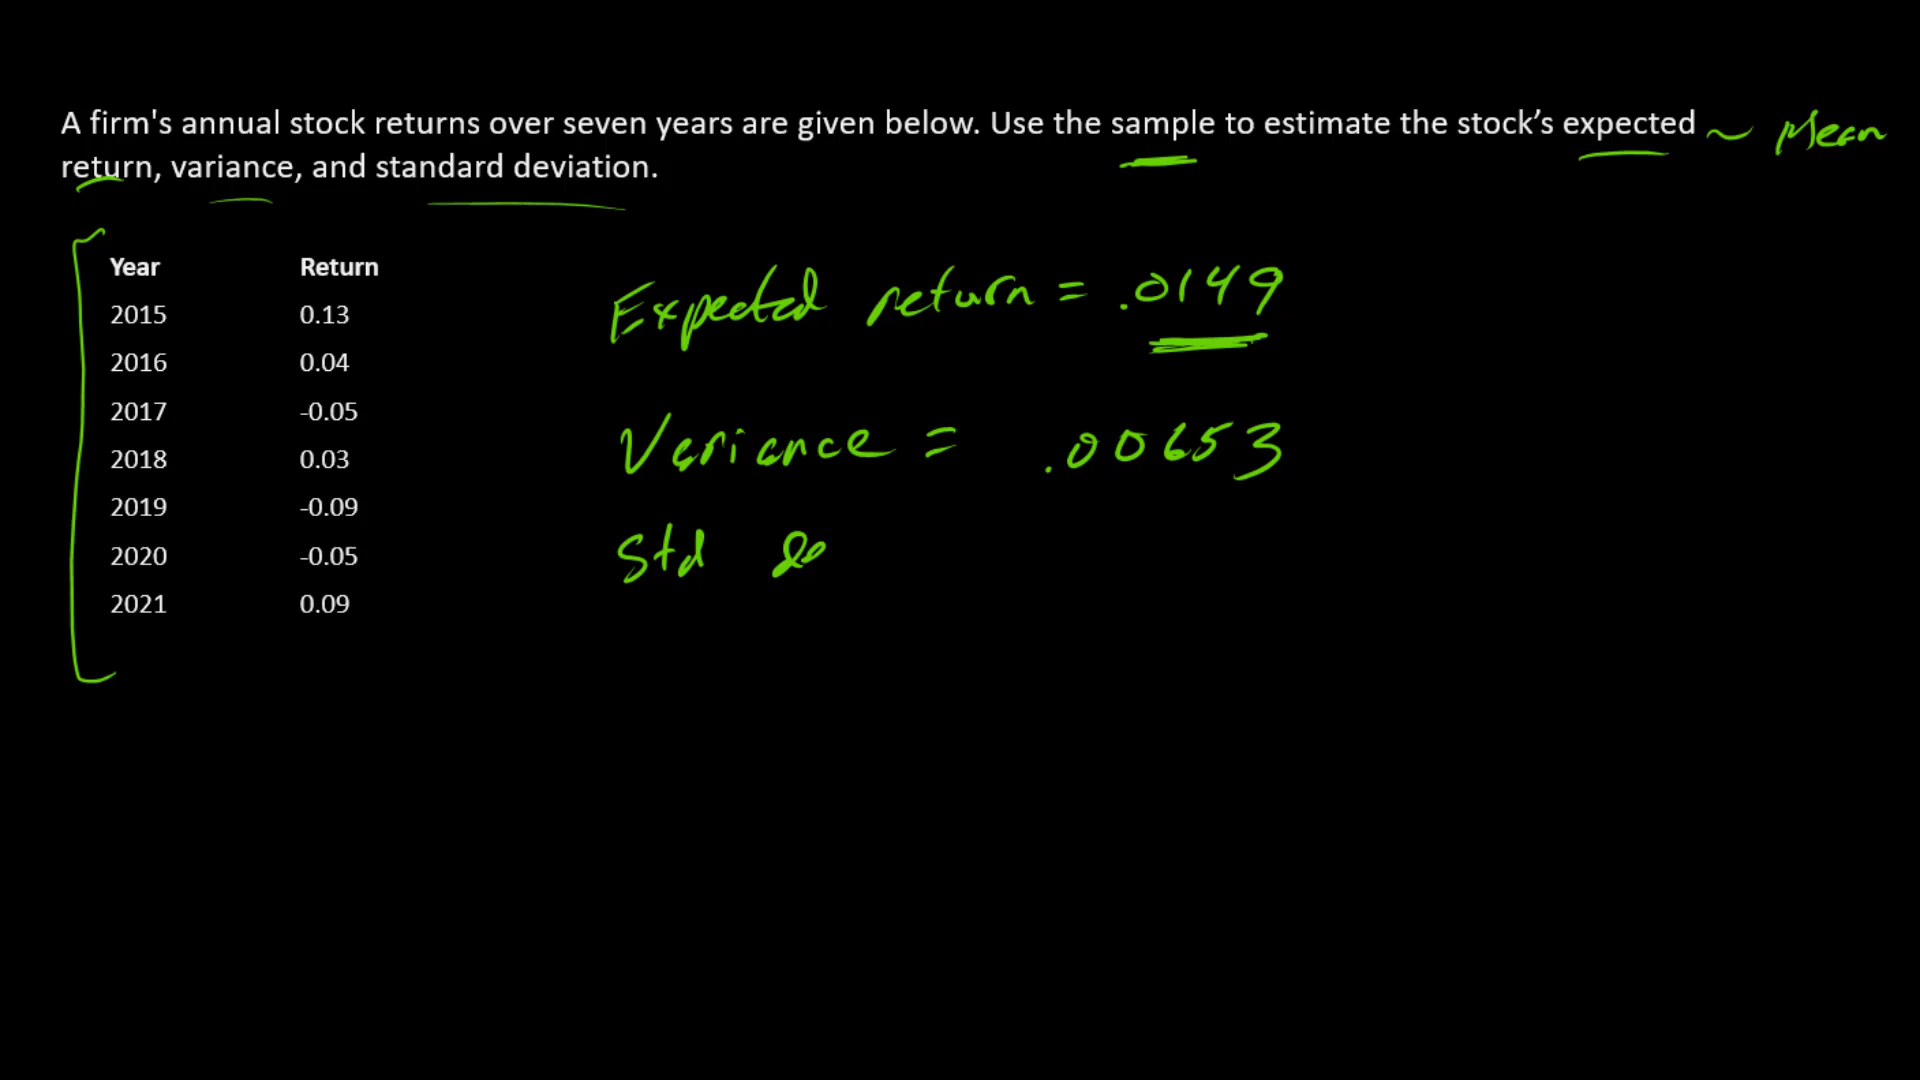 A firm's annual stock returns over seven years are given below. Use the sample to estimate the stock’s expected ~ Mean
return, variance, and standard deviation.
Year Return
2015 0.13
2016 0.04
2017 -0.05
2018 0.03
2019 -0.09
2020 -0.05
2021 0.09
Expected return = .0149
Variance = .00653
Std